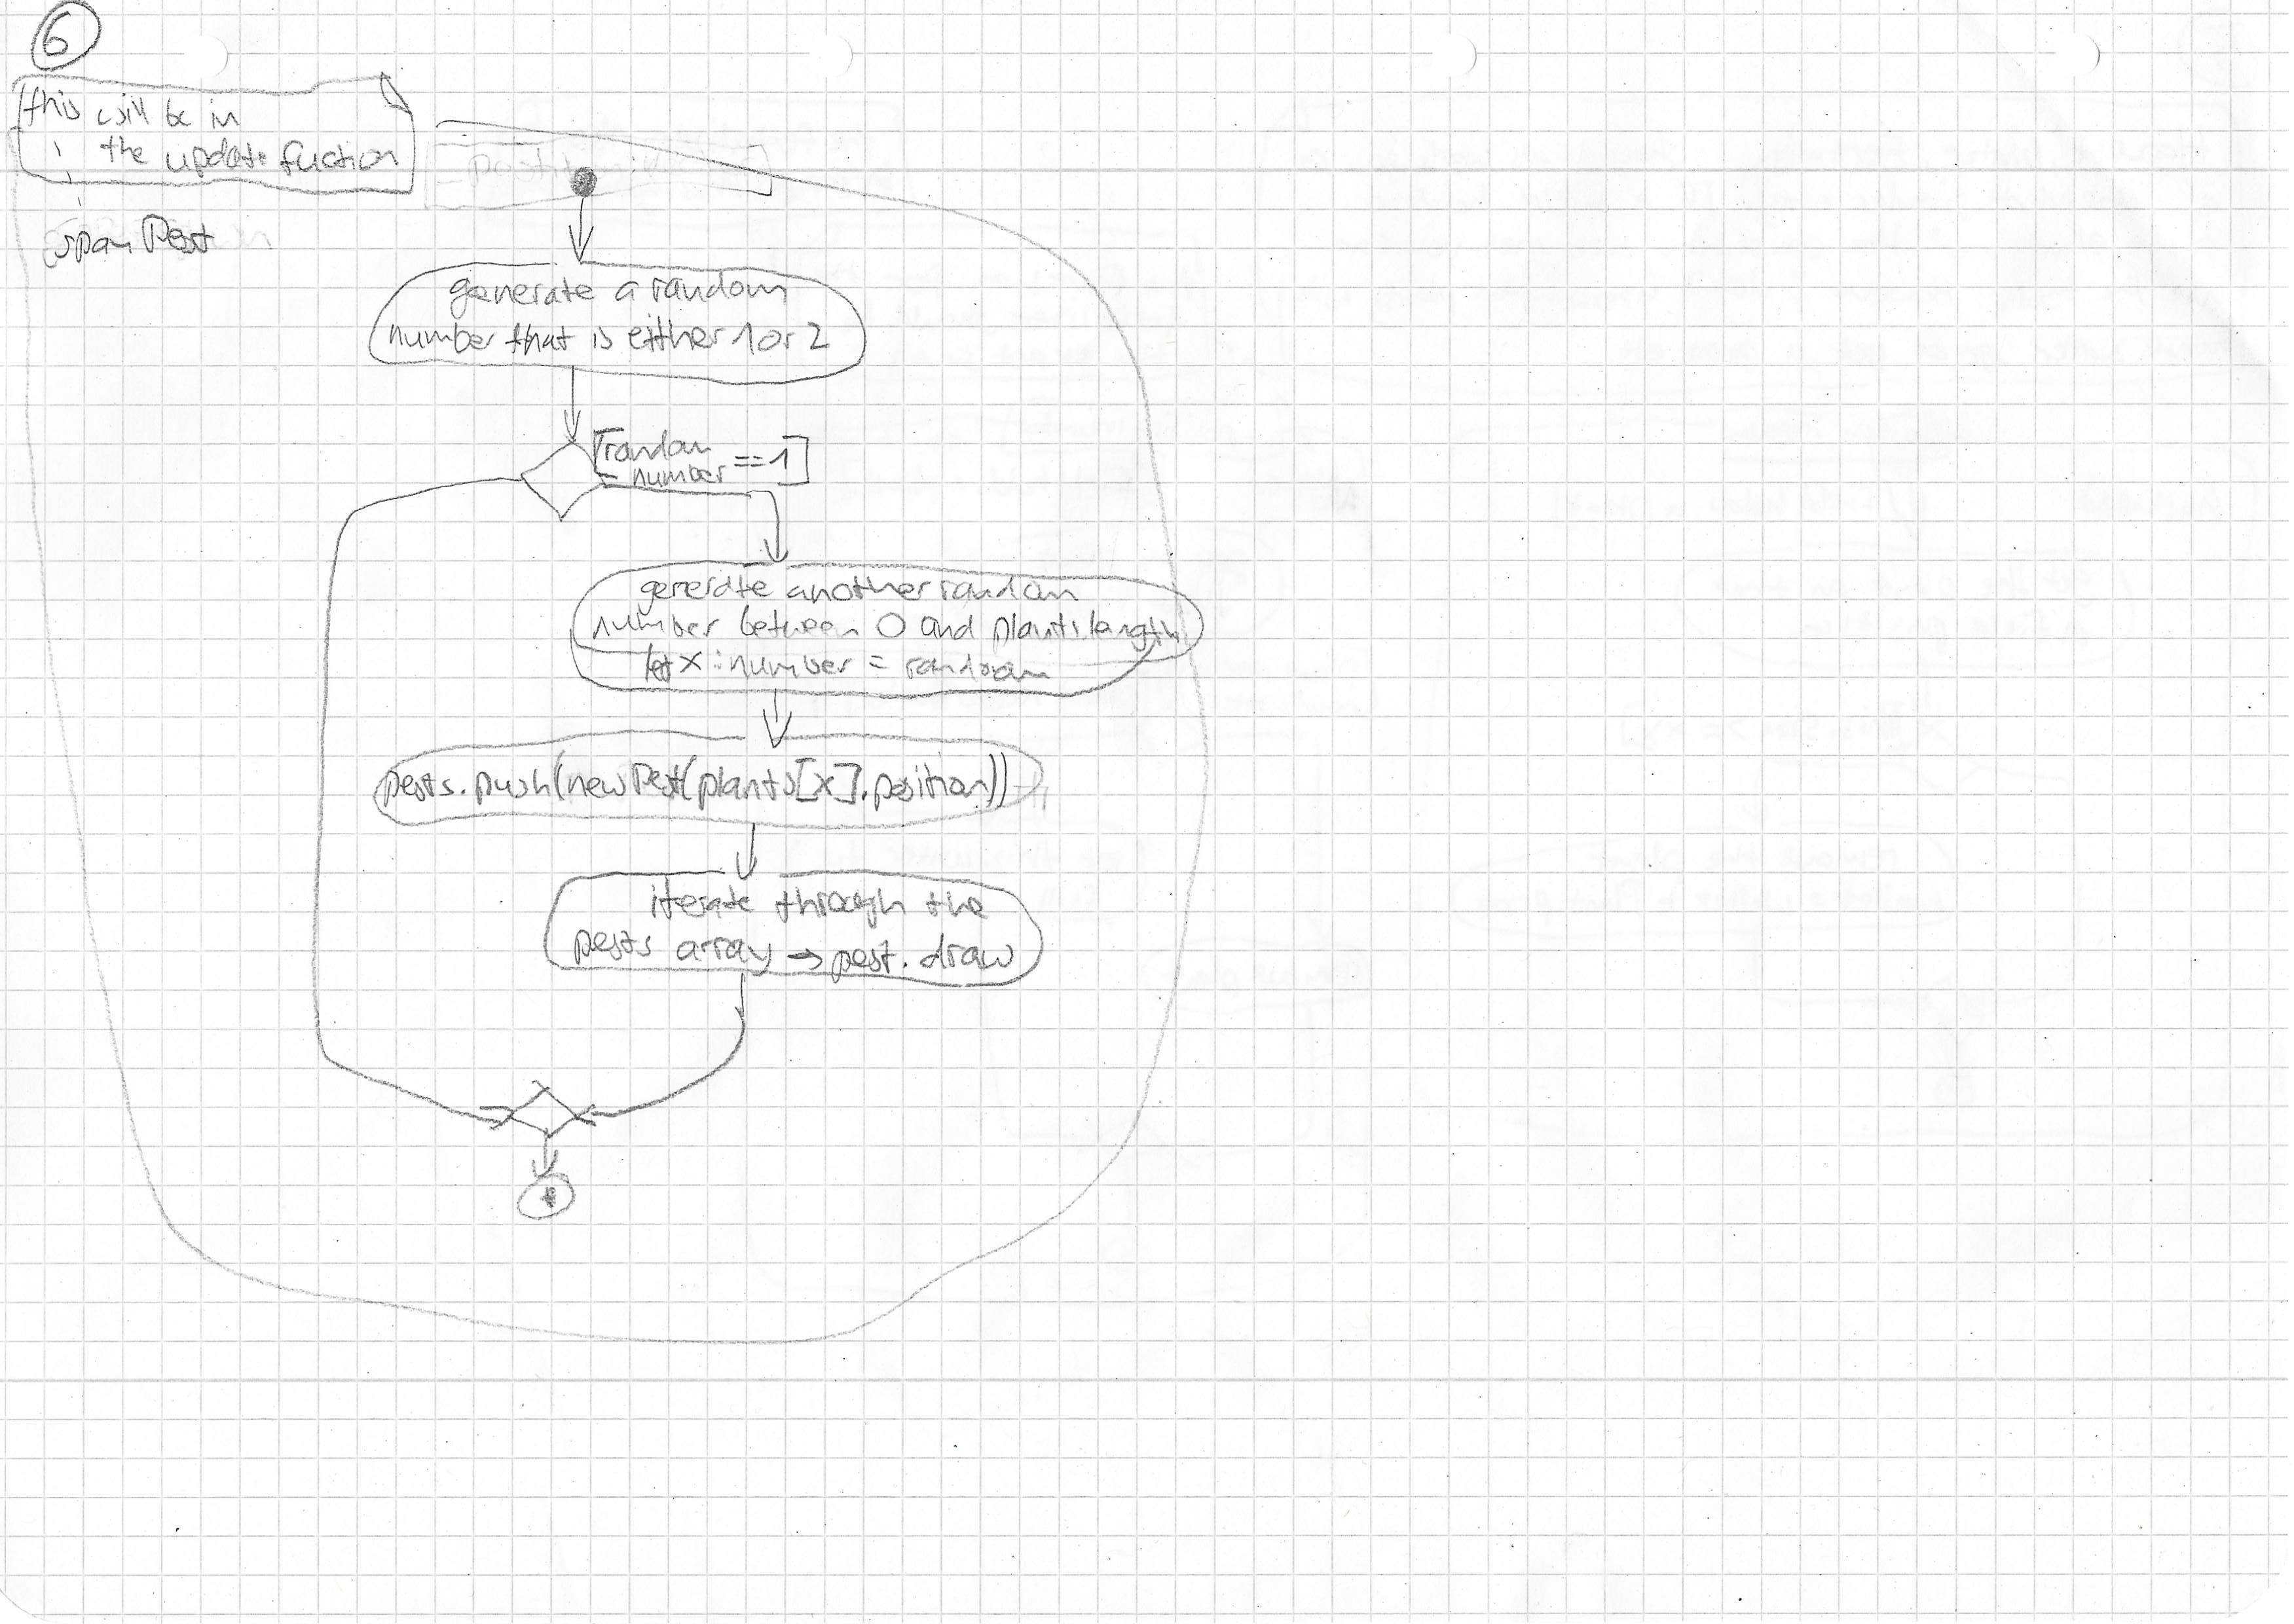 6
this will be in
the update fuction
spanPest
generate a random
number that is either 1 or 2
[random
number == 1]
generate another random
number between 0 and plants.length
let x : number = random
pests.push(new Pest(plants[x].position))
iterate through the
pests array → pest. draw